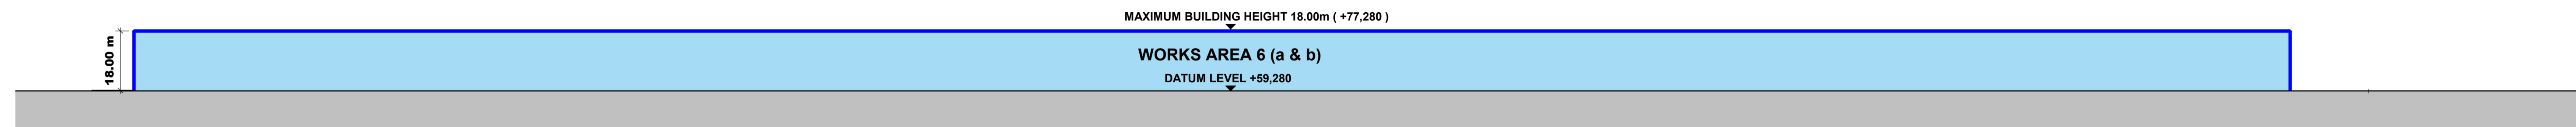 MAXIMUM BUILDING HEIGHT 18.00m ( +77,280 )
18.00 m
WORKS AREA 6 (a & b)
DATUM LEVEL +59,280